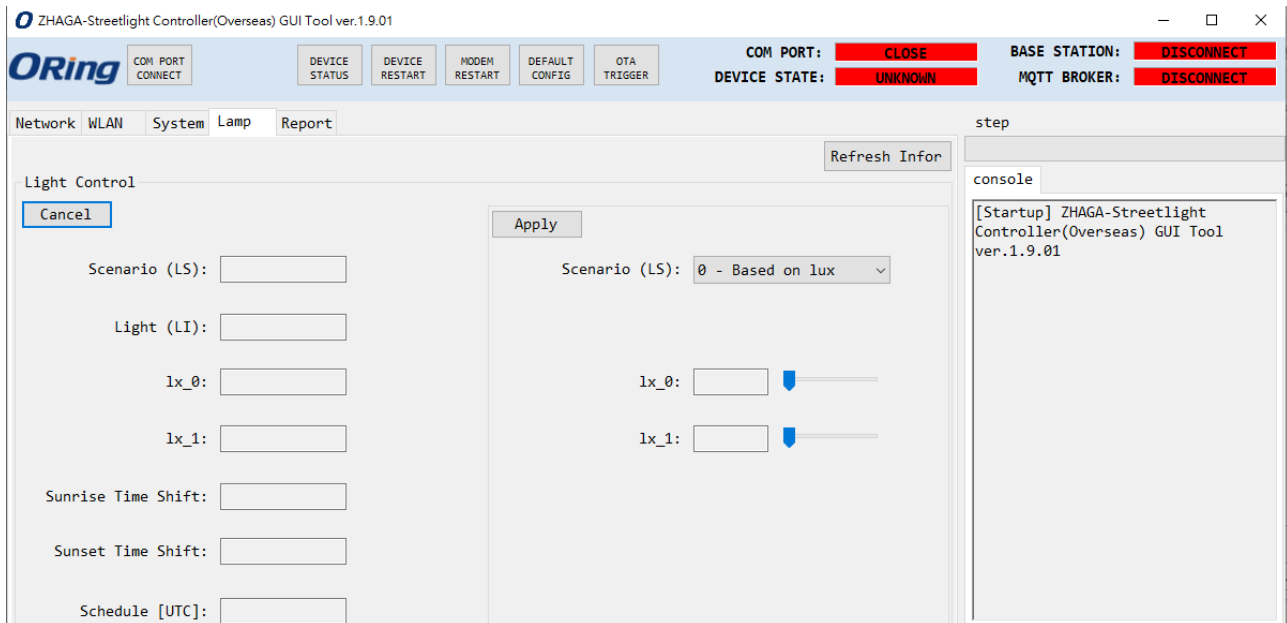 ZHAGA-Streetlight Controller(Overseas) GUI Tool ver.1.9.01
ORing
COM PORT
CONNECT
DEVICE
STATUS
DEVICE
RESTART
MODEM
RESTART
DEFAULT
CONFIG
OTA
TRIGGER
COM PORT: CLOSE
DEVICE STATE: UNKNOWN
BASE STATION: DISCONNECT
MQTT BROKER: DISCONNECT
Network WLAN System Lamp Report
Refresh Infor
Light Control
Cancel
Scenario (LS):
Light (LI):
lx_0:
lx_1:
Sunrise Time Shift:
Sunset Time Shift:
Schedule [UTC]:
Apply
Scenario (LS): 0 - Based on lux
lx_0:
lx_1:
step
console
[Startup] ZHAGA-Streetlight
Controller(Overseas) GUI Tool
ver.1.9.01